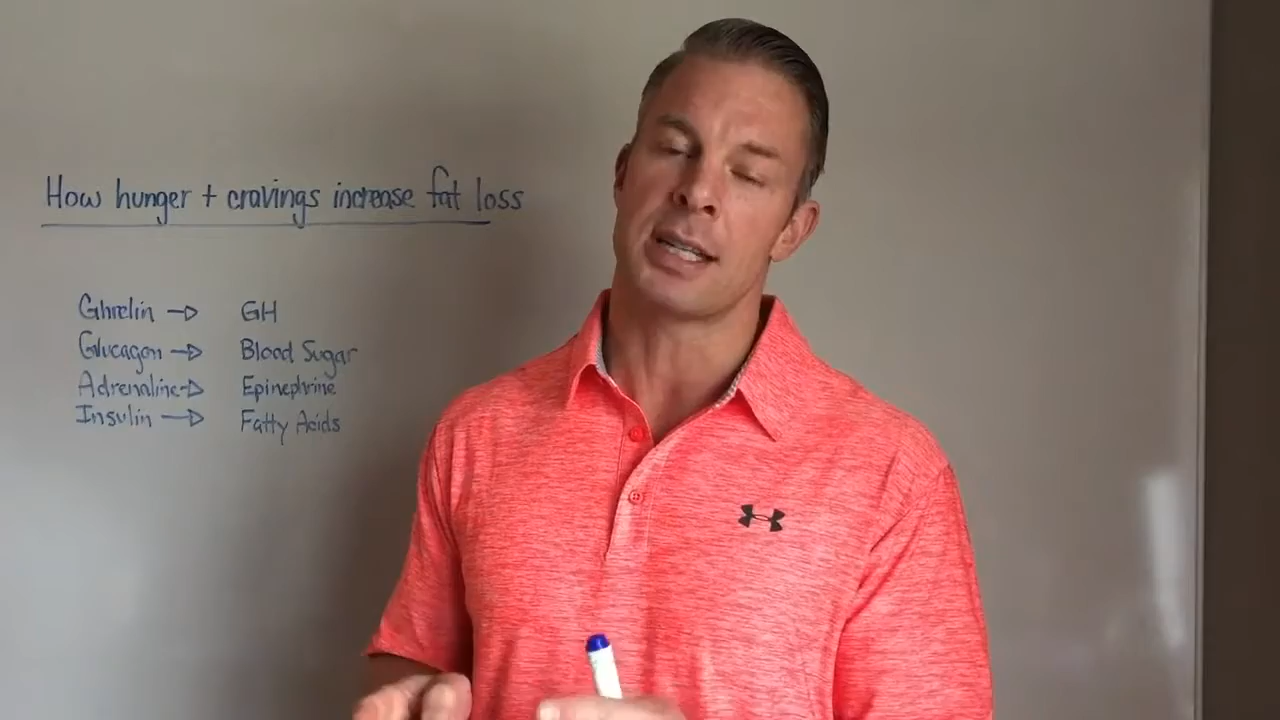 How hunger + cravings increase fat loss
Ghrelin → GH
Glucagon → Blood Sugar
Adrenaline → Epinephrine
Insulin → Fatty Acids